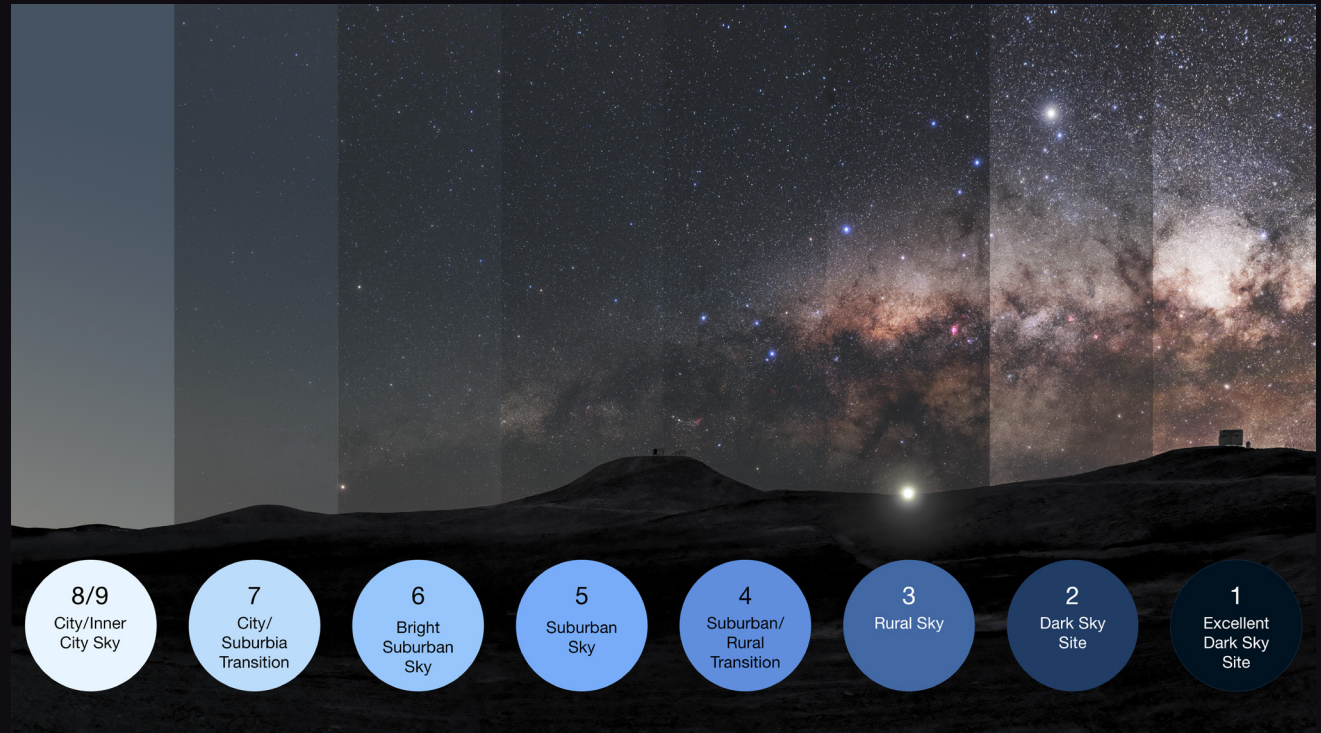 8/9
City/Inner
City Sky
7
City/
Suburbia
Transition
6
Bright
Suburban
Sky
5
Suburban
Sky
4
Suburban/
Rural
Transition
3
Rural Sky
2
Dark Sky
Site
1
Excellent
Dark Sky
Site